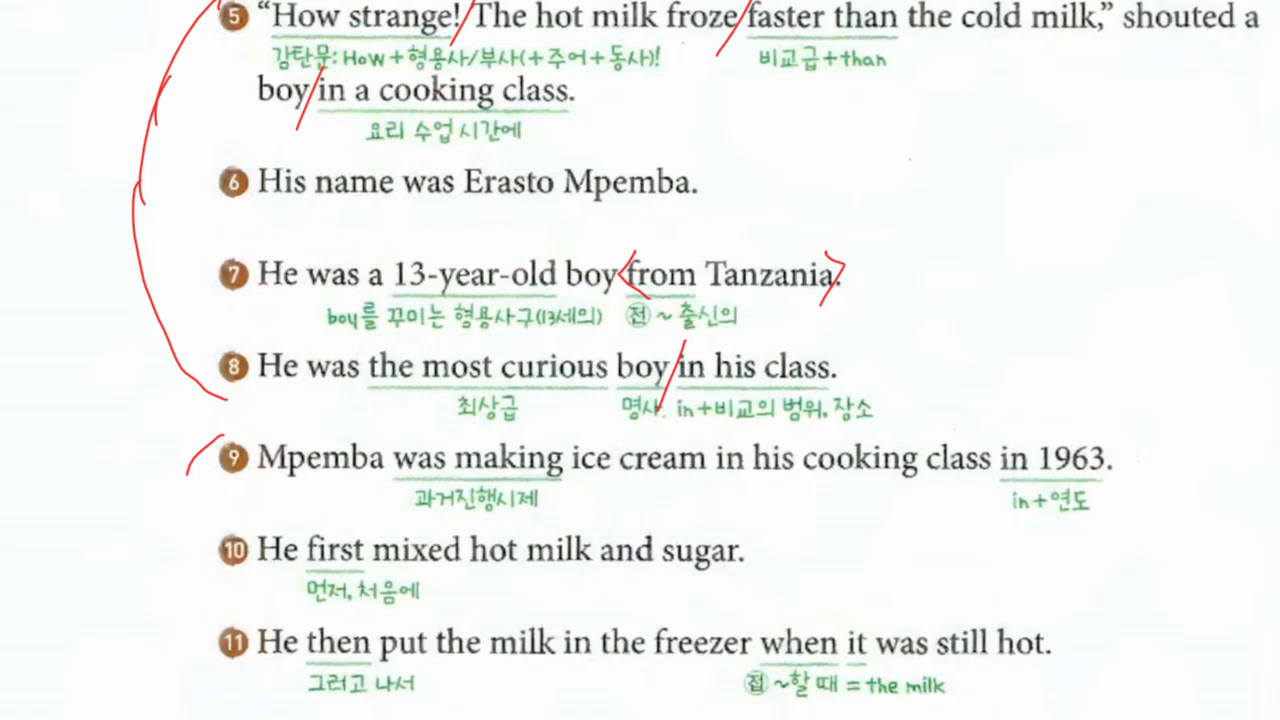 5 “How strange! The hot milk froze faster than the cold milk,” shouted a
감탄문: How+형용사/부사(+주어+동사)! 비교급+than
boy in a cooking class.
요리 수업 시간에
6 His name was Erasto Mpemba.
7 He was a 13-year-old boy from Tanzania.
boy를 꾸미는 형용사구(13세의) 전 ~ 출신의
8 He was the most curious boy in his class.
최상급 명사 in+비교의 범위, 장소
9 Mpemba was making ice cream in his cooking class in 1963.
과거진행시제 in+연도
10 He first mixed hot milk and sugar.
먼저, 처음에
11 He then put the milk in the freezer when it was still hot.
그러고 나서 접 ~할 때 = the milk